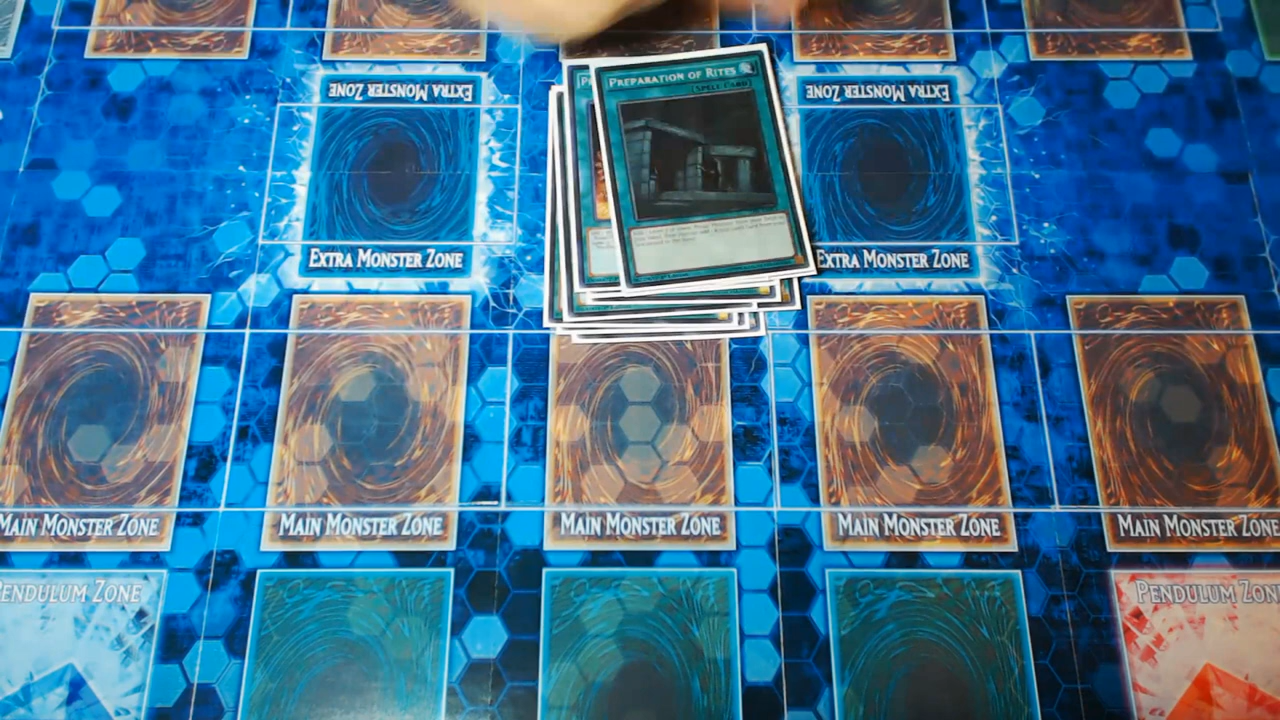 EXTRA MONSTER ZONE
EXTRA MONSTER ZONE
PREPARATION OF RITES
[SPELL CARD]
EXTRA MONSTER ZONE
EXTRA MONSTER ZONE
MAIN MONSTER ZONE
MAIN MONSTER ZONE
MAIN MONSTER ZONE
MAIN MONSTER ZONE
MAIN MONSTER ZONE
PENDULUM ZONE
PENDULUM ZON